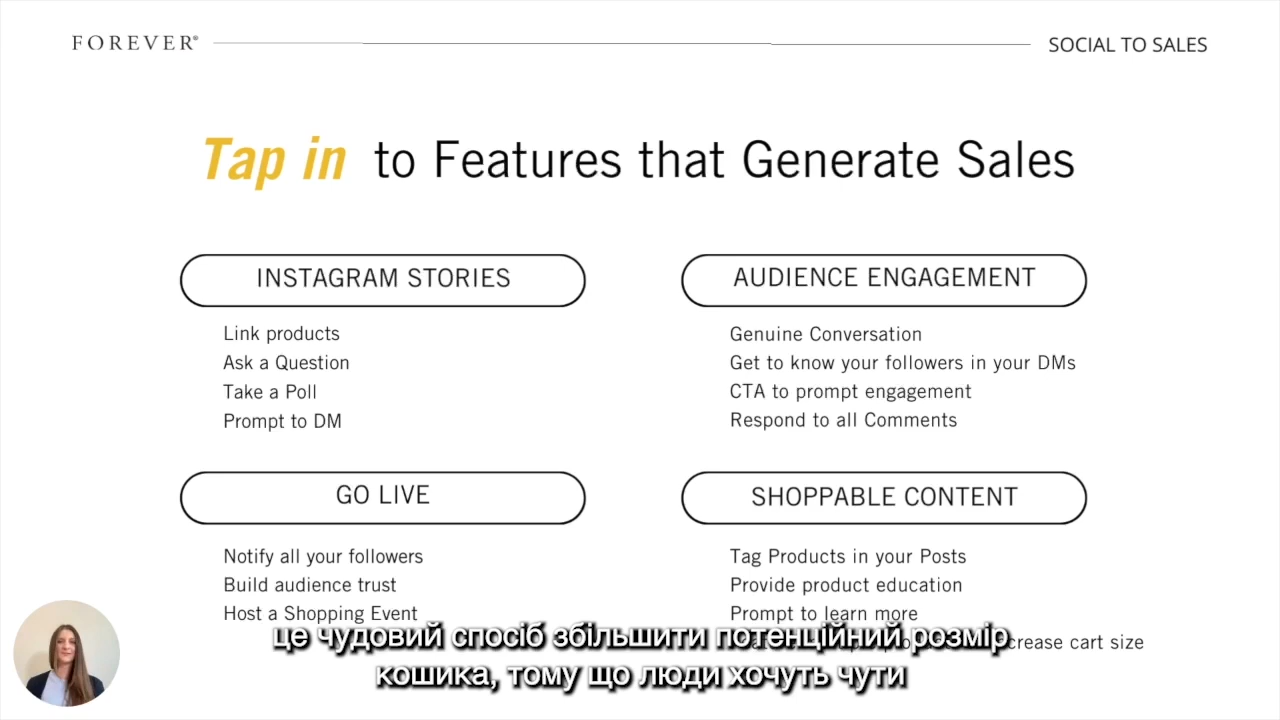 FOREVER®
SOCIAL TO SALES
Tap in to Features that Generate Sales
INSTAGRAM STORIES
Link products
Ask a Question
Take a Poll
Prompt to DM
AUDIENCE ENGAGEMENT
Genuine Conversation
Get to know your followers in your DMs
CTA to prompt engagement
Respond to all Comments
GO LIVE
Notify all your followers
Build audience trust
Host a Shopping Event
SHOPPABLE CONTENT
Tag Products in your Posts
Provide product education
Prompt to learn more
cart size
це чудовий спосіб збільшити потенційний розмір
кошика, тому що люди хочуть чути